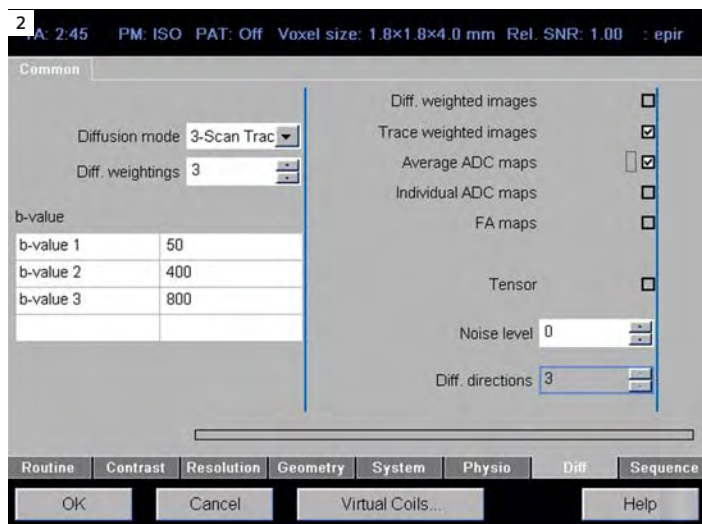 2
TA: 2:45 PM: ISO PAT: Off Voxel size: 1.8×1.8×4.0 mm Rel. SNR: 1.00 : epir
Common
Diffusion mode 3-Scan Trac
Diff. weightings 3
b-value
b-value 1 50
b-value 2 400
b-value 3 800
Diff. weighted images
Trace weighted images
Average ADC maps
Individual ADC maps
FA maps
Tensor
Noise level 0
Diff. directions 3
Routine Contrast Resolution Geometry System Physio Diff Sequence
OK Cancel Virtual Coils... Help